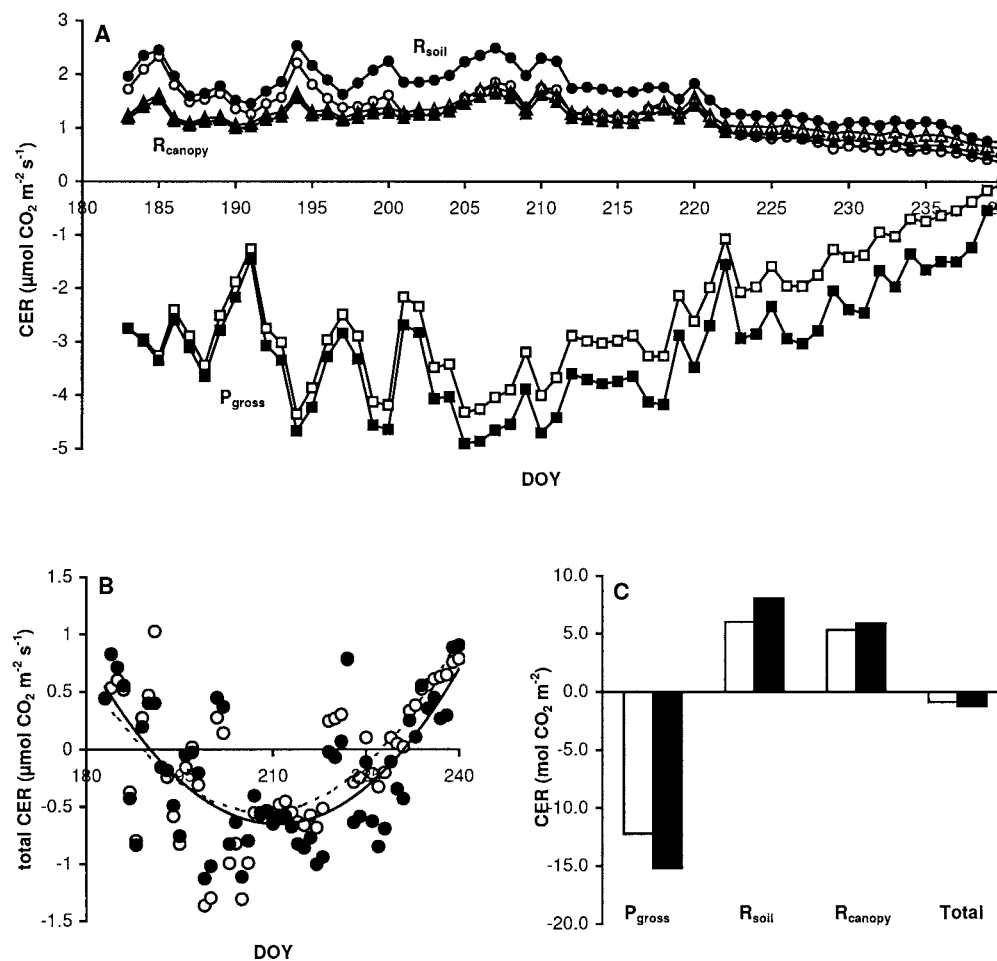 A
3
2
1
0
-1
-2
-3
-4
-5
CER (µmol CO2 m-2 s-1)
Rsoil
Rcanopy
Pgross
180 185 190 195 200 205 210 215 220 225 230 235
DOY
B
1.5
1
0.5
0
-0.5
-1
-1.5
total CER (µmol CO2 m-2 s-1)
180 210 240
DOY
C
10.0
5.0
0.0
-5.0
-10.0
-15.0
-20.0
CER (mol CO2 m-2)
Pgross Rsoil Rcanopy Total